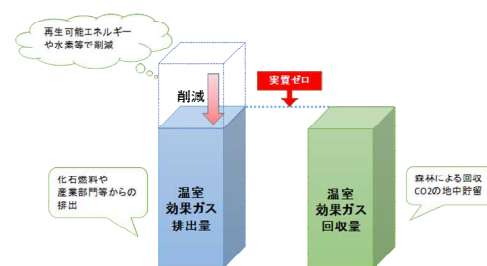 再生可能エネルギー
や水素等で削減
削減
実質ゼロ
化石燃料や
産業部門等からの
排出
温室
効果ガス
排出量
温室
効果ガス
回収量
森林による回収
CO2の地中貯留